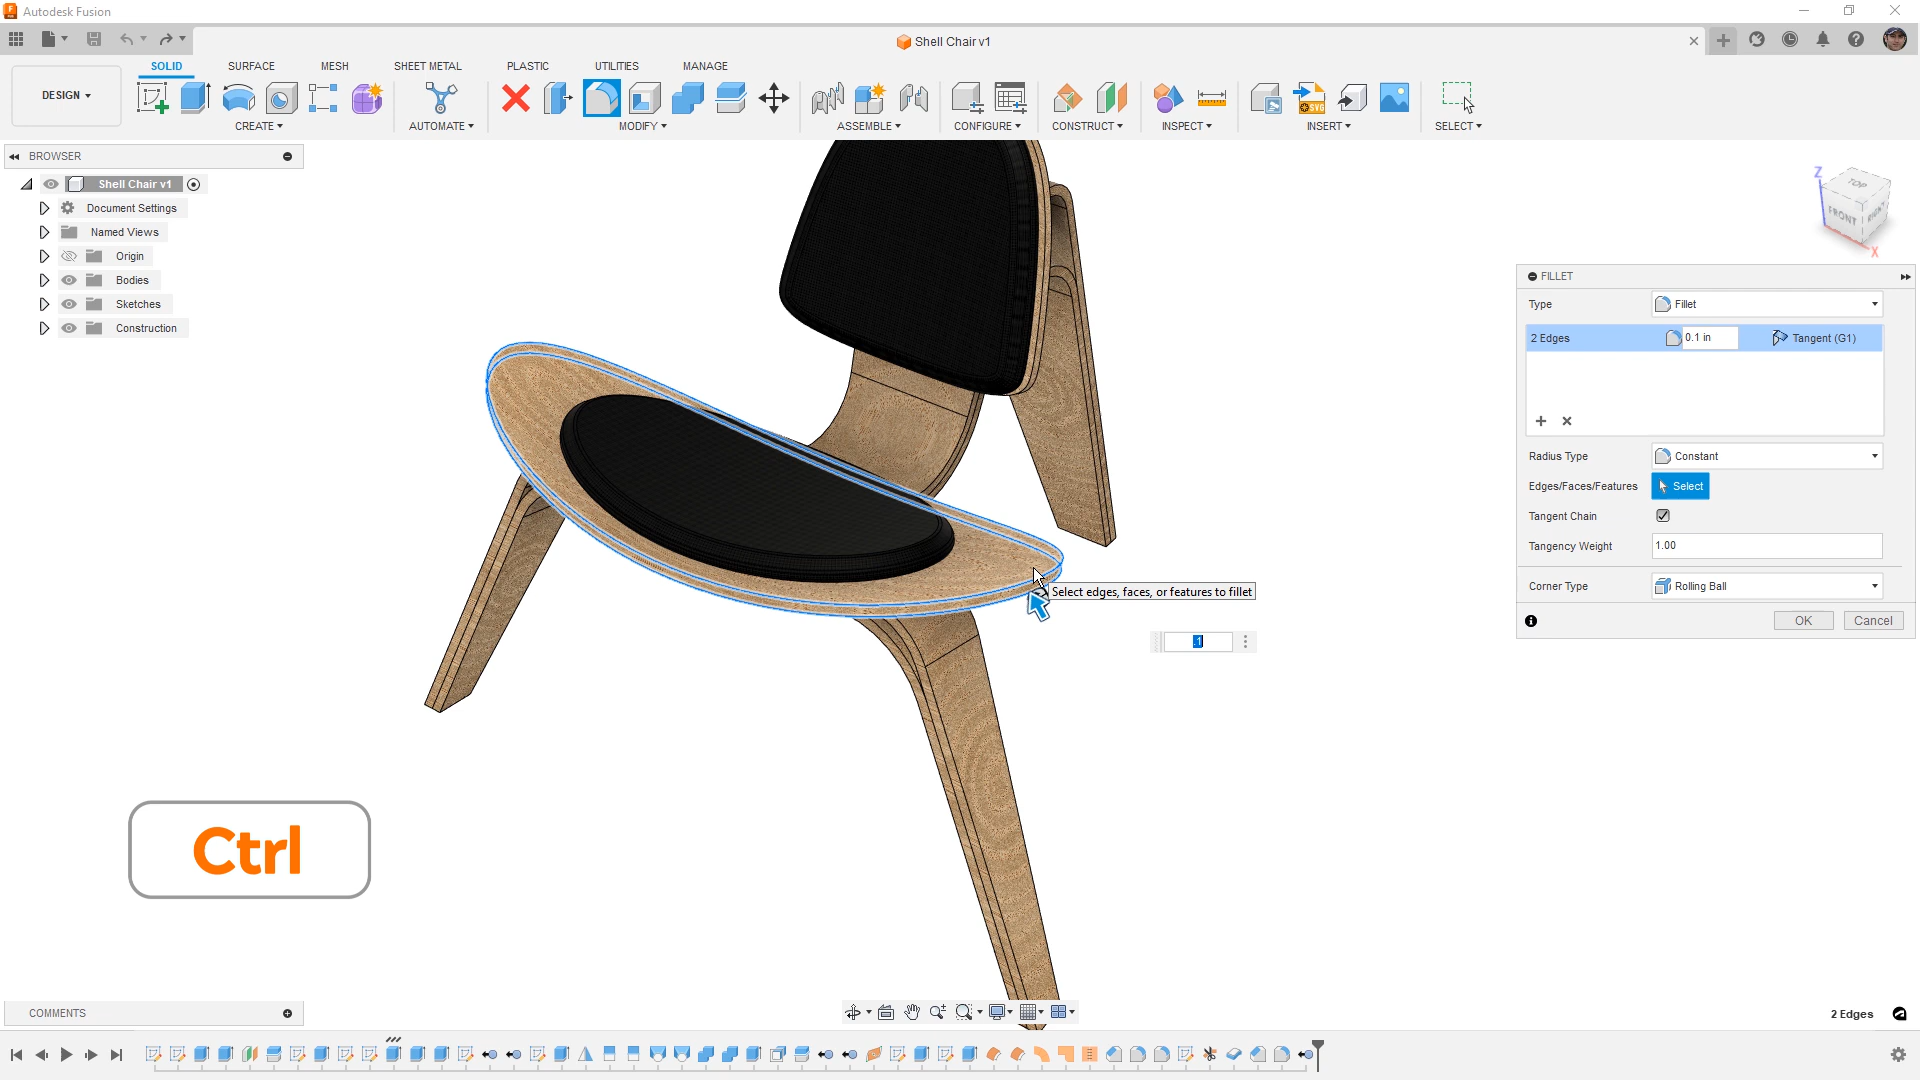 Autodesk Fusion
Shell Chair v1
SOLID SURFACE MESH SHEET METAL PLASTIC UTILITIES MANAGE
DESIGN
CREATE AUTOMATE MODIFY ASSEMBLE CONFIGURE CONSTRUCT INSPECT INSERT SELECT
SVG
BROWSER
Shell Chair v1
Document Settings
Named Views
Origin
Bodies
Sketches
Construction
Z
TOP
FRONT
RIGHT
X
FILLET
Type Fillet
2 Edges 0.1 in Tangent (G1)
Radius Type Constant
Edges/Faces/Features Select
Tangent Chain
Tangency Weight 1.00
Corner Type Rolling Ball
OK Cancel
Select edges, faces, or features to fillet
.1
Ctrl
COMMENTS
2 Edges